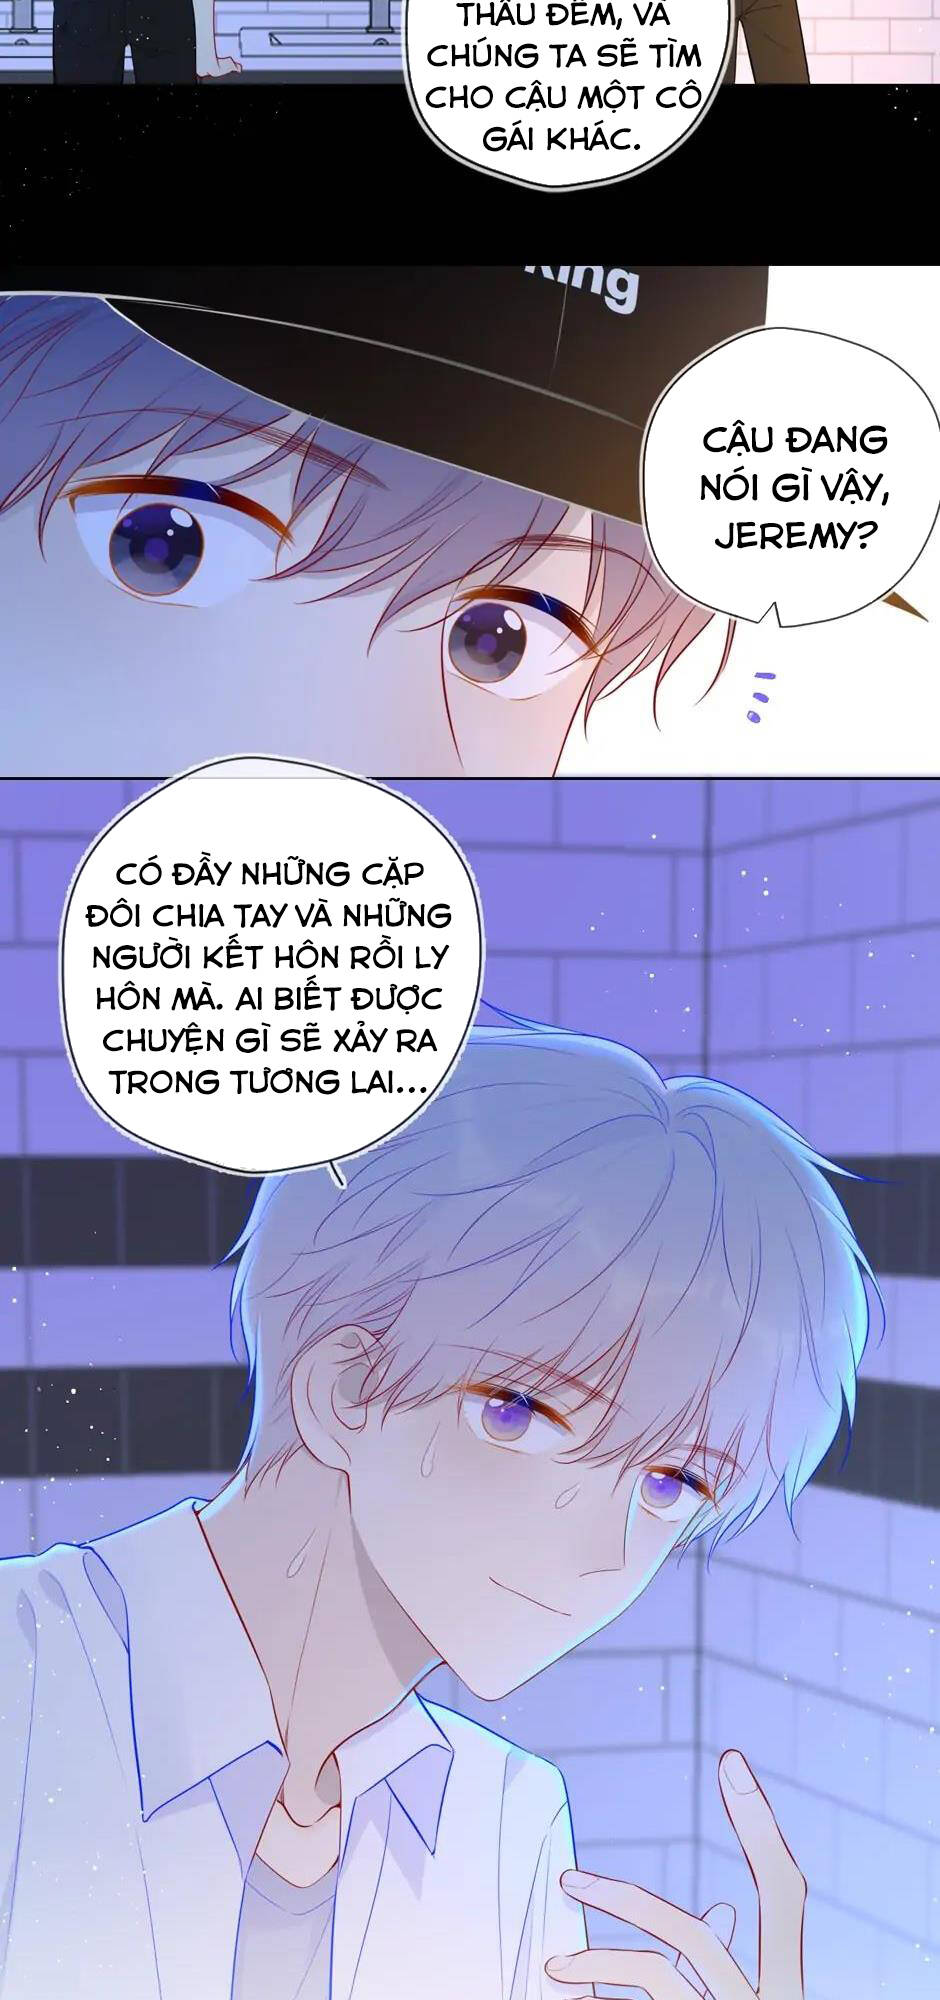 THÂU ĐÊM, VÀ
CHÚNG TA SẼ TÌM
CHO CẬU MỘT CÔ
GÁI KHÁC.
King
CẬU ĐANG
NÓI GÌ VẬY,
JEREMY?
CÓ ĐẦY NHỮNG CẶP
ĐÔI CHIA TAY VÀ NHỮNG
NGƯỜI KẾT HÔN RỒI LY
HÔN MÀ. AI BIẾT ĐƯỢC
CHUYỆN GÌ SẼ XẢY RA
TRONG TƯƠNG LAI...